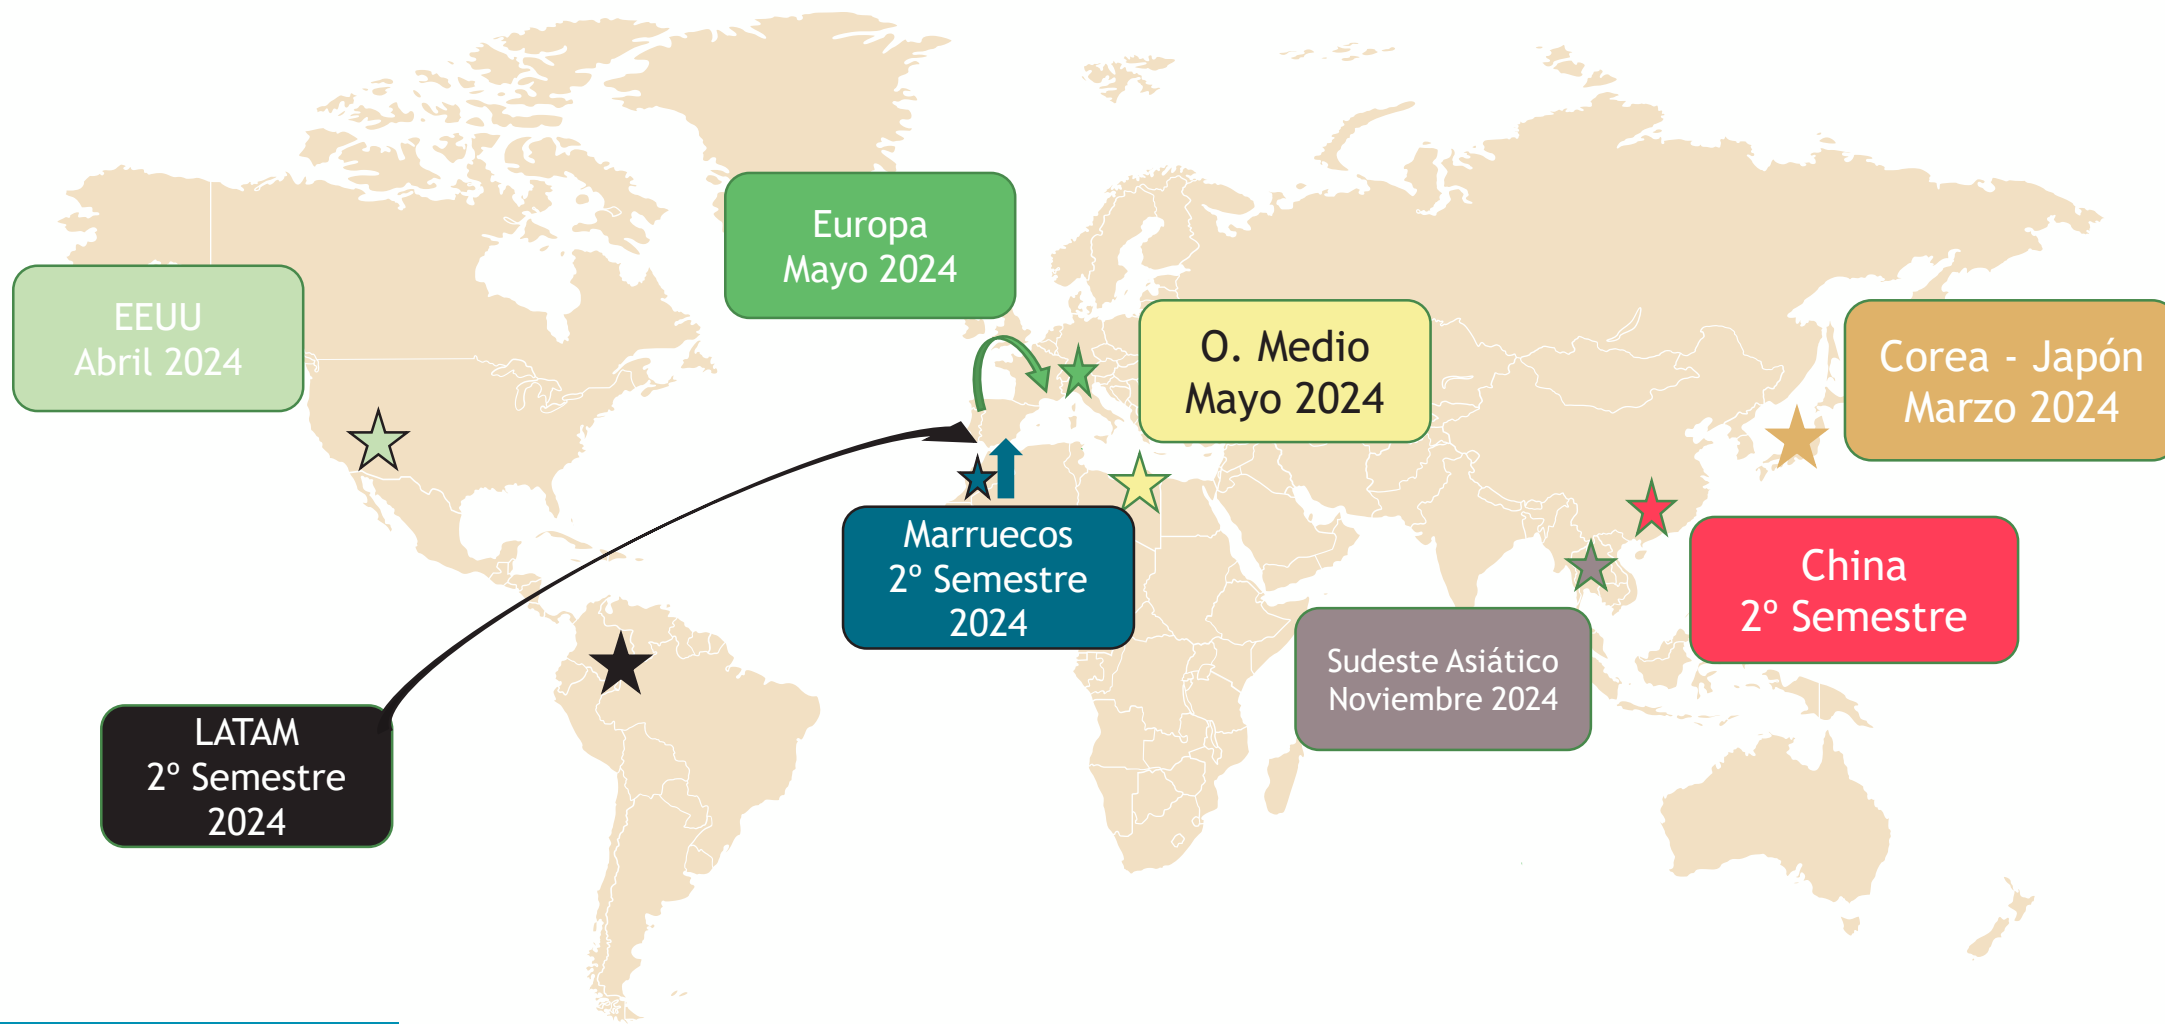 Europa
Mayo 2024
EEUU
Abril 2024
O. Medio
Mayo 2024
Corea - Japón
Marzo 2024
Marruecos
2º Semestre
2024
China
2º Semestre
Sudeste Asiático
Noviembre 2024
LATAM
2º Semestre
2024